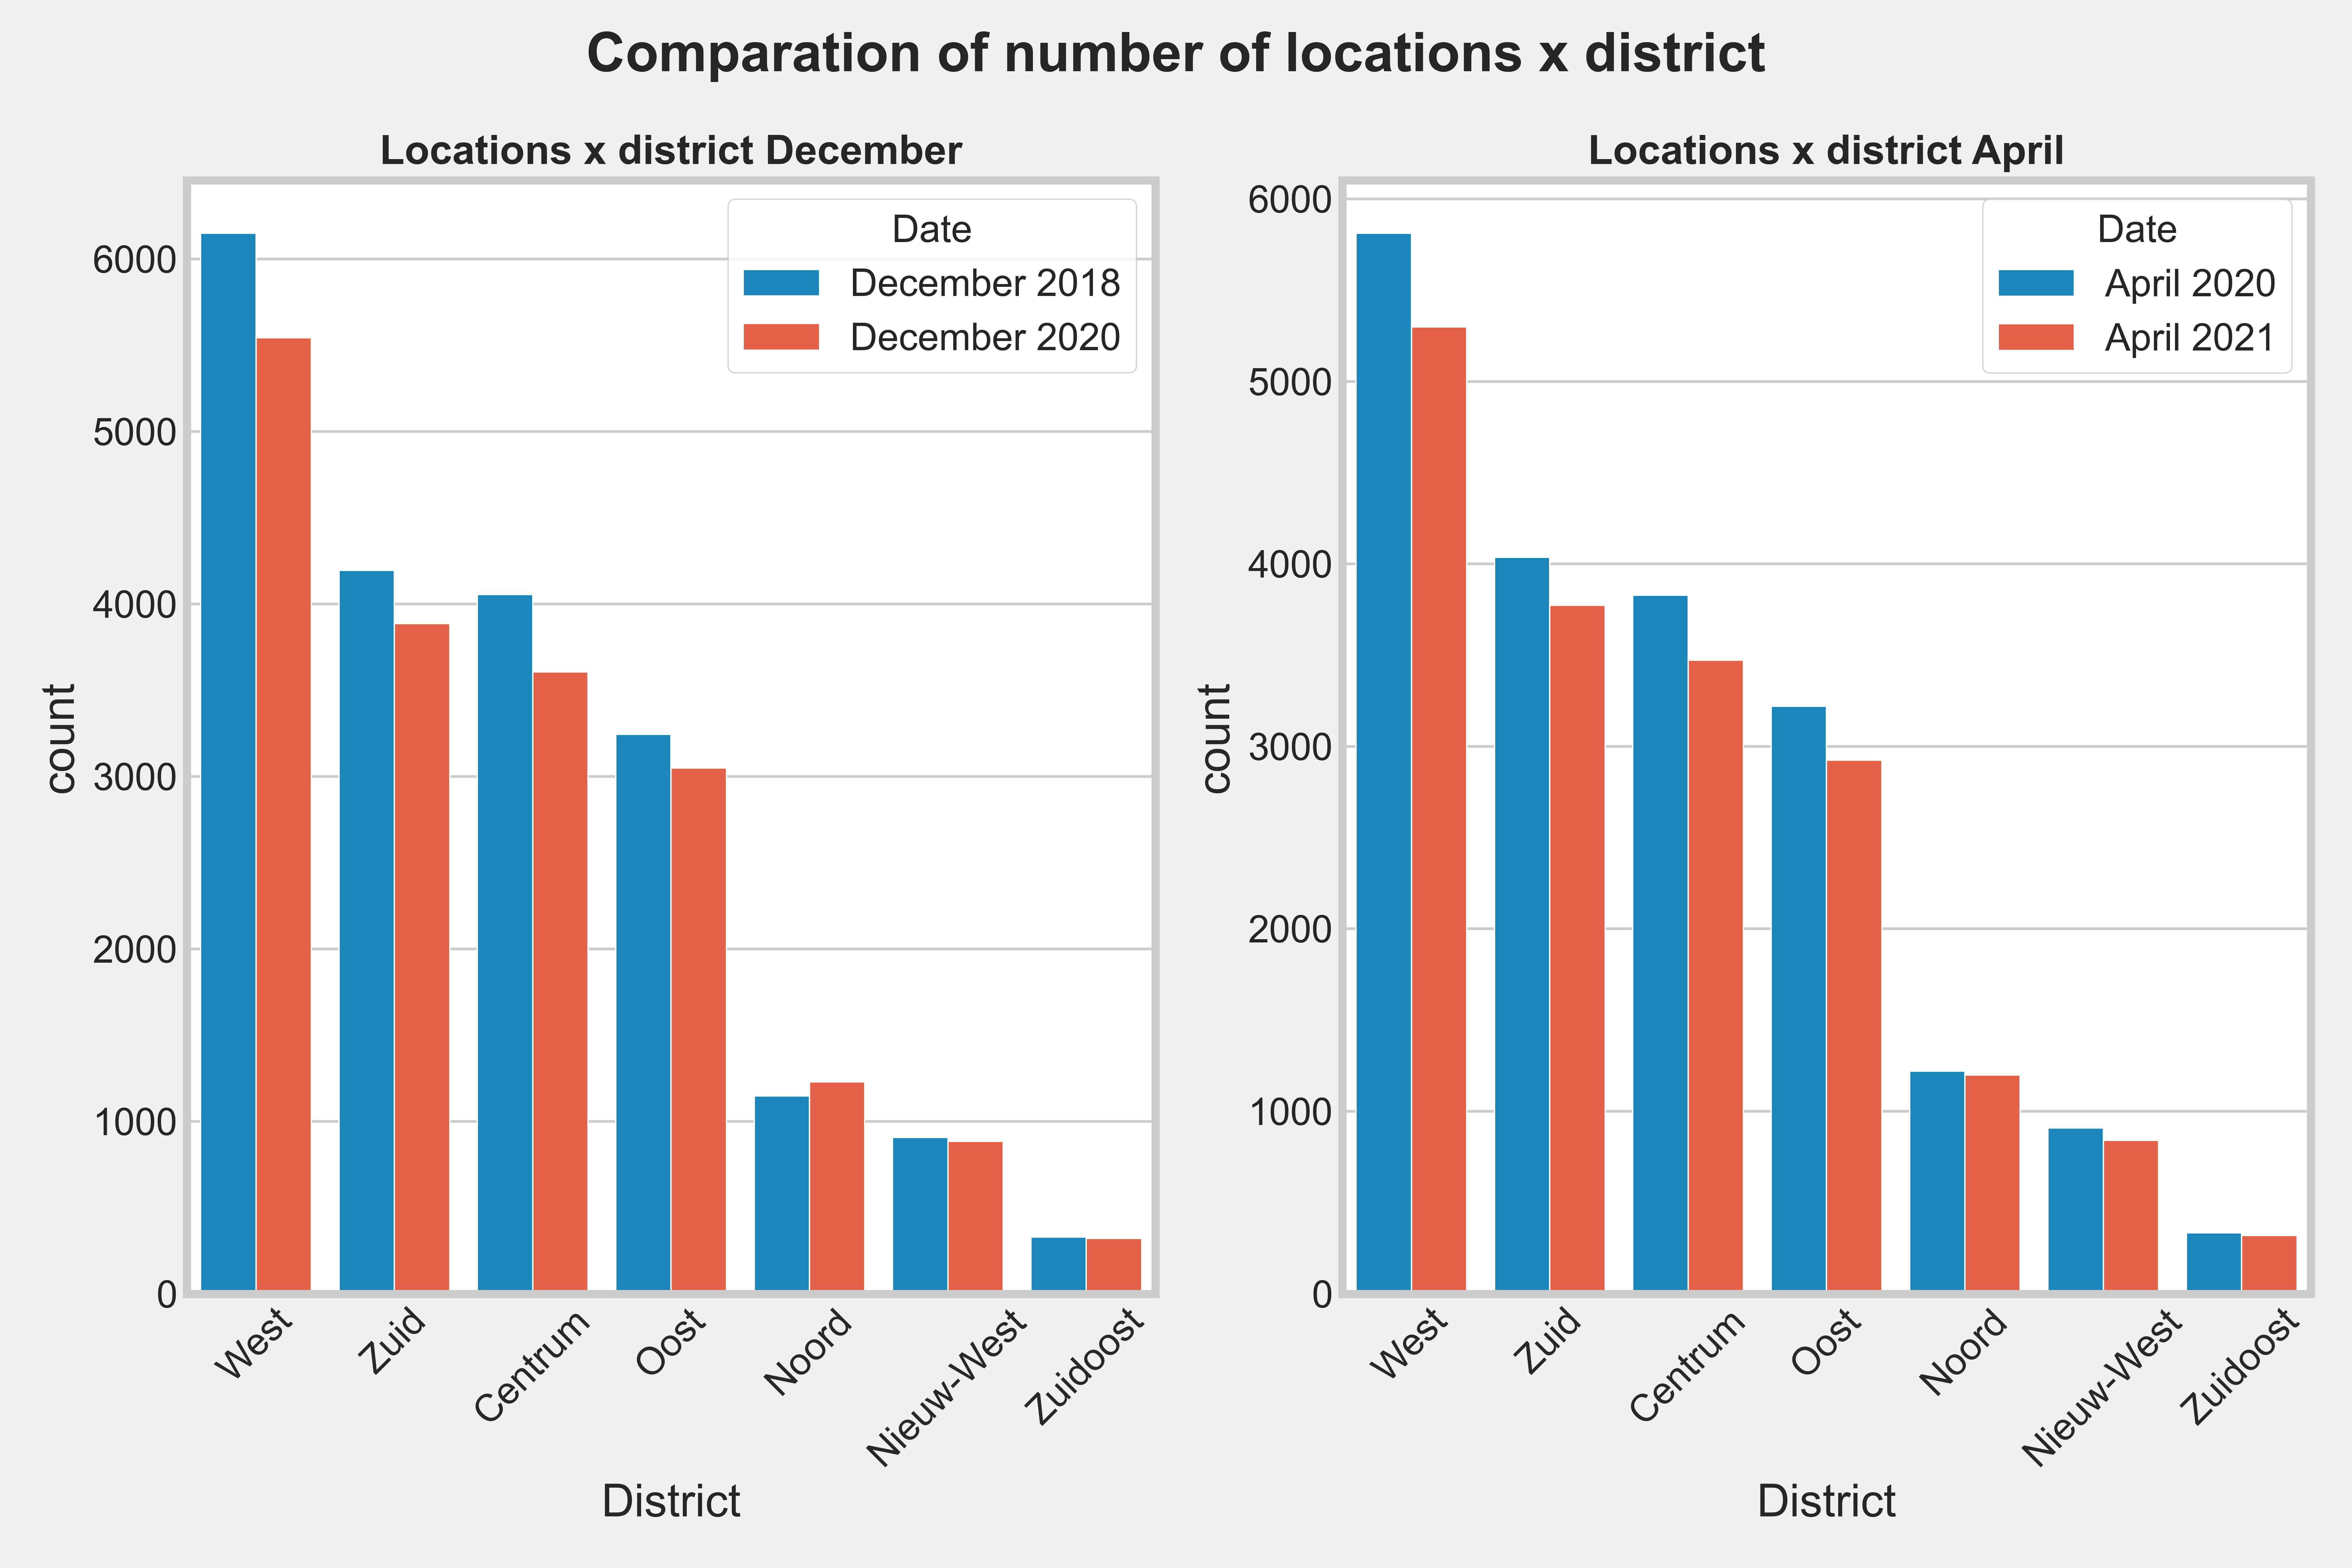 Comparation of number of locations x district
Locations x district December
Date
December 2018
December 2020
6000
5000
4000
3000
2000
1000
0
count
West
Zuid
Centrum
Oost
Noord
Nieuw-West
Zuidoost
District
Locations x district April
Date
April 2020
April 2021
6000
5000
4000
3000
2000
1000
0
count
West
Zuid
Centrum
Oost
Noord
Nieuw-West
Zuidoost
District